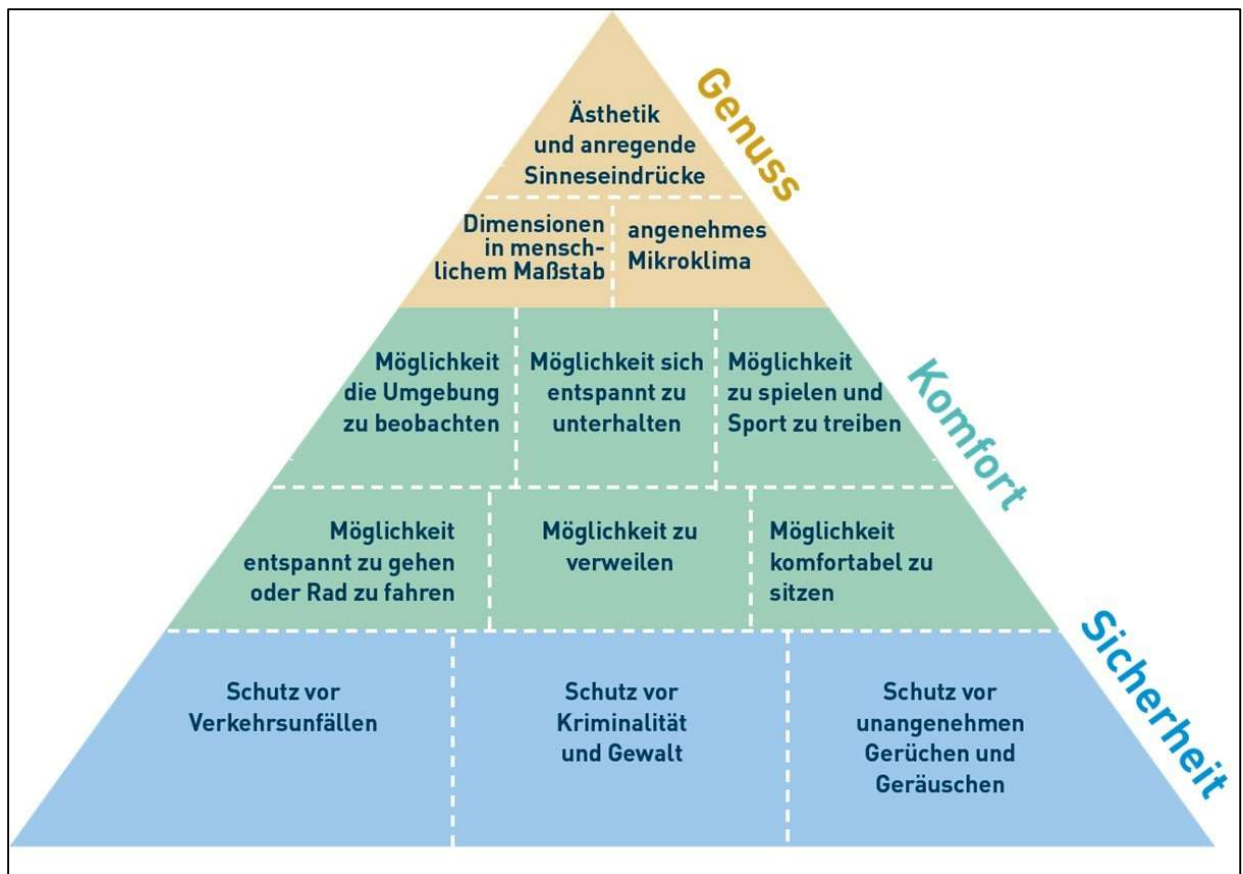 Genuss
Ästhetik
und anregende
Sinneseindrücke
Dimensionen
in mensch-
lichem Maßstab
angenehmes
Mikroklima
Komfort
Möglichkeit
die Umgebung
zu beobachten
Möglichkeit sich
entspannt zu
unterhalten
Möglichkeit
zu spielen und
Sport zu treiben
Möglichkeit
entspannt zu gehen
oder Rad zu fahren
Möglichkeit zu
verweilen
Möglichkeit
komfortabel zu
sitzen
Sicherheit
Schutz vor
Verkehrsunfällen
Schutz vor
Kriminalität
und Gewalt
Schutz vor
unangenehmen
Gerüchen und
Geräuschen